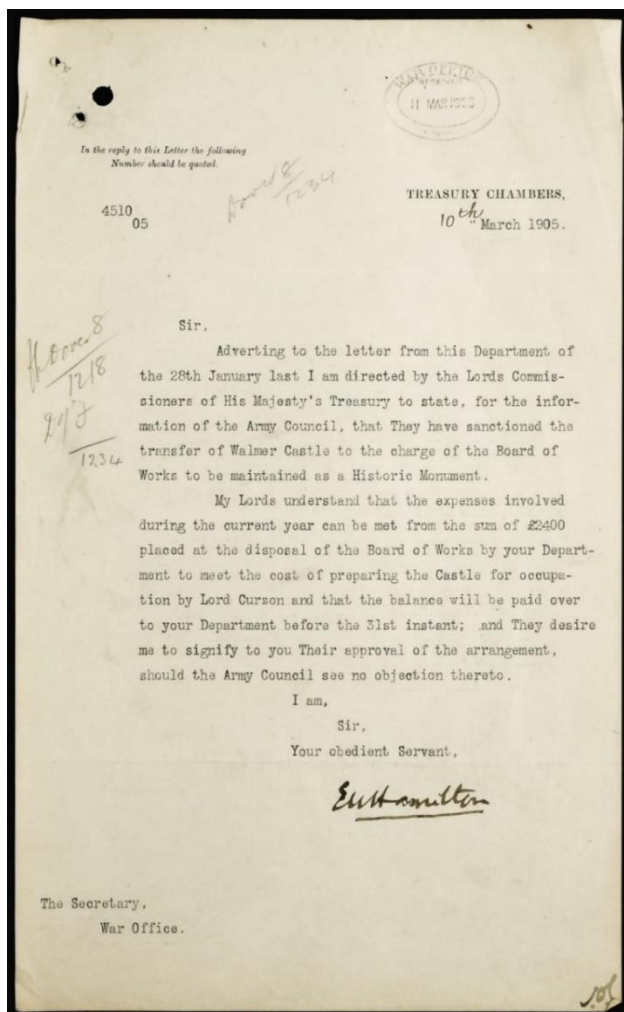 WAR OFFICE
11 MAR 1905
In the reply to this Letter the following
Number should be quoted.
4510
05
Dover 8
1234
TREASURY CHAMBERS,
10th March 1905.
Dover 8
1218
1234
Sir,
Adverting to the letter from this Department of
the 28th January last I am directed by the Lords Commis-
sioners of His Majesty's Treasury to state, for the infor-
mation of the Army Council, that They have sanctioned the
transfer of Walmer Castle to the charge of the Board of
Works to be maintained as a Historic Monument.
My Lords understand that the expenses involved
during the current year can be met from the sum of £2400
placed at the disposal of the Board of Works by your Depart-
ment to meet the cost of preparing the Castle for occupa-
tion by Lord Curzon and that the balance will be paid over
to your Department before the 31st instant; and They desire
me to signify to you Their approval of the arrangement,
should the Army Council see no objection thereto.
I am,
Sir,
Your obedient Servant,
EWHamilton
The Secretary,
War Office.